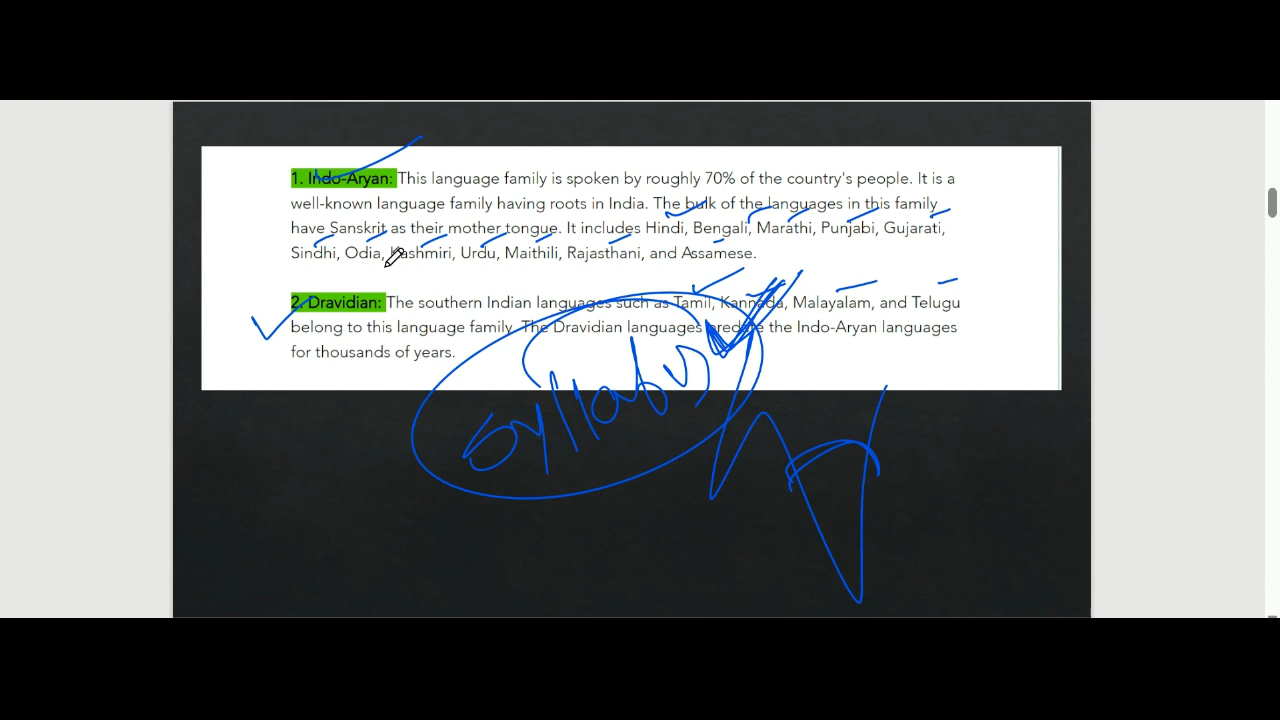 1. Indo-Aryan: This language family is spoken by roughly 70% of the country's people. It is a
well-known language family having roots in India. The bulk of the languages in this family
have Sanskrit as their mother tongue. It includes Hindi, Bengali, Marathi, Punjabi, Gujarati,
Sindhi, Odia, Kashmiri, Urdu, Maithili, Rajasthani, and Assamese.
2. Dravidian: The southern Indian languages such as Tamil, Kannada, Malayalam, and Telugu
belong to this language family. The Dravidian languages predate the Indo-Aryan languages
for thousands of years.
Syllabus